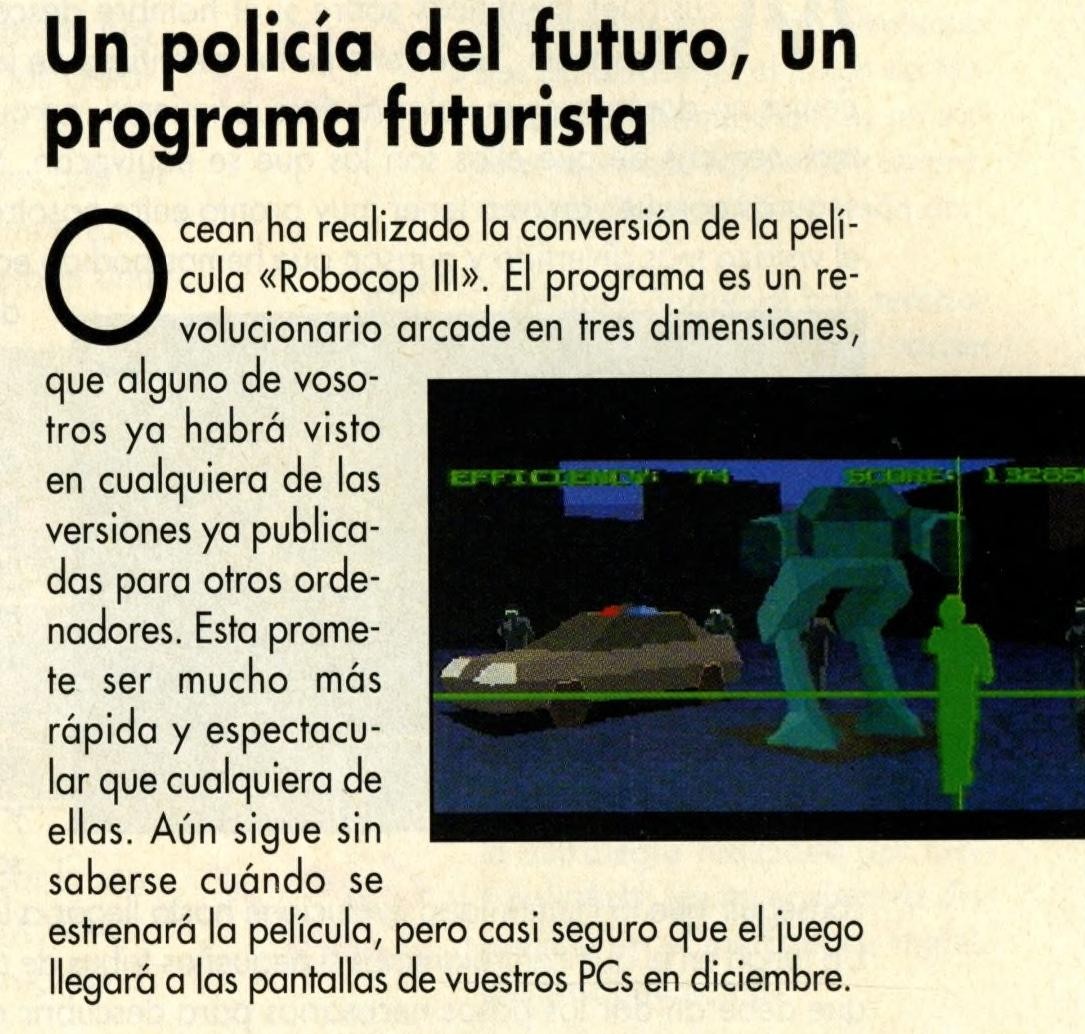 Un policía del futuro, un
programa futurista
Ocean ha realizado la conversión de la pelí-
cula «Robocop III». El programa es un re-
volucionario arcade en tres dimensiones,
que alguno de voso-
tros ya habrá visto
en cualquiera de las
versiones ya publica-
das para otros orde-
nadores. Esta prome-
te ser mucho más
rápida y espectacu-
lar que cualquiera de
ellas. Aún sigue sin
saberse cuándo se
estrenará la película, pero casi seguro que el juego
llegará a las pantallas de vuestros PCs en diciembre.
EFFICIENCY: 74 SCORE: 13285